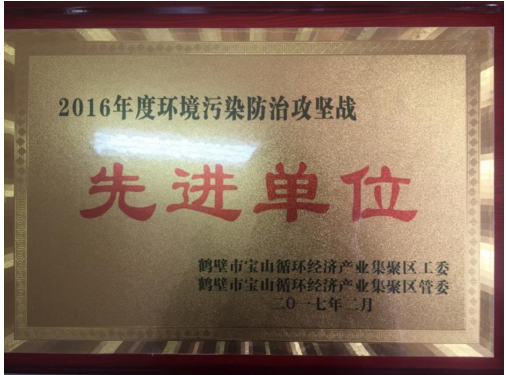 2016年度环境污染防治攻坚战
先进单位
鹤壁市宝山循环经济产业集聚区工委
鹤壁市宝山循环经济产业集聚区管委
二〇一七年二月